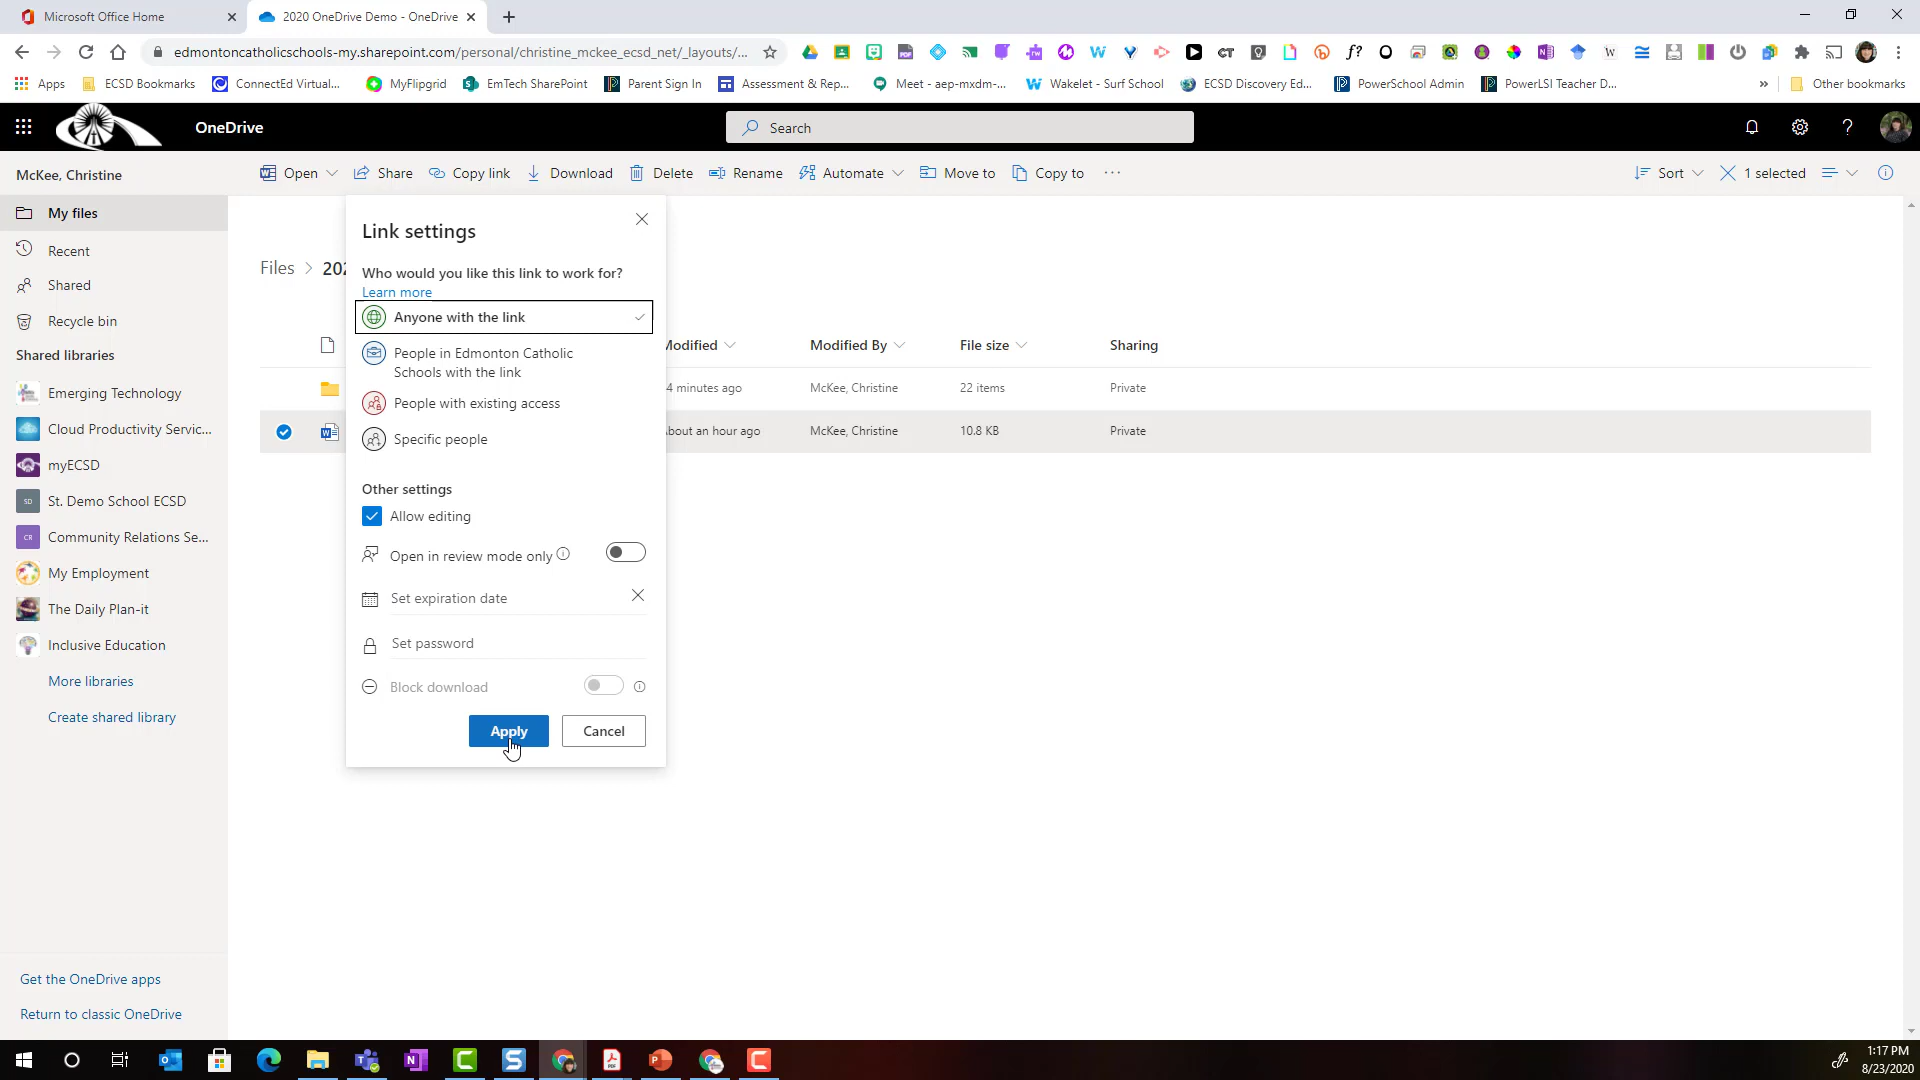 Microsoft Office Home
2020 OneDrive Demo - OneDrive
edmontoncatholicschools-my.sharepoint.com/personal/christine_mckee_ecsd_net/_layouts/...
Apps
ECSD Bookmarks
ConnectEd Virtual...
MyFlipgrid
EmTech SharePoint
Parent Sign In
Assessment & Rep...
Meet - aep-mxdm-...
Wakelet - Surf School
ECSD Discovery Ed...
PowerSchool Admin
PowerLSI Teacher D...
Other bookmarks
OneDrive
Search
McKee, Christine
Open
Share
Copy link
Download
Delete
Rename
Automate
Move to
Copy to
Sort
1 selected
My files
Recent
Shared
Recycle bin
Shared libraries
Emerging Technology
Cloud Productivity Servic...
myECSD
SD
St. Demo School ECSD
CR
Community Relations Se...
My Employment
The Daily Plan-it
Inclusive Education
More libraries
Create shared library
Get the OneDrive apps
Return to classic OneDrive
Files > 202
Link settings
Who would you like this link to work for?
Learn more
Anyone with the link
People in Edmonton Catholic
Schools with the link
People with existing access
Specific people
Other settings
Allow editing
Open in review mode only
Set expiration date
Set password
Block download
Apply
Cancel
Modified
Modified By
File size
Sharing
4 minutes ago
McKee, Christine
22 items
Private
About an hour ago
McKee, Christine
10.8 KB
Private
1:17 PM
8/23/2020